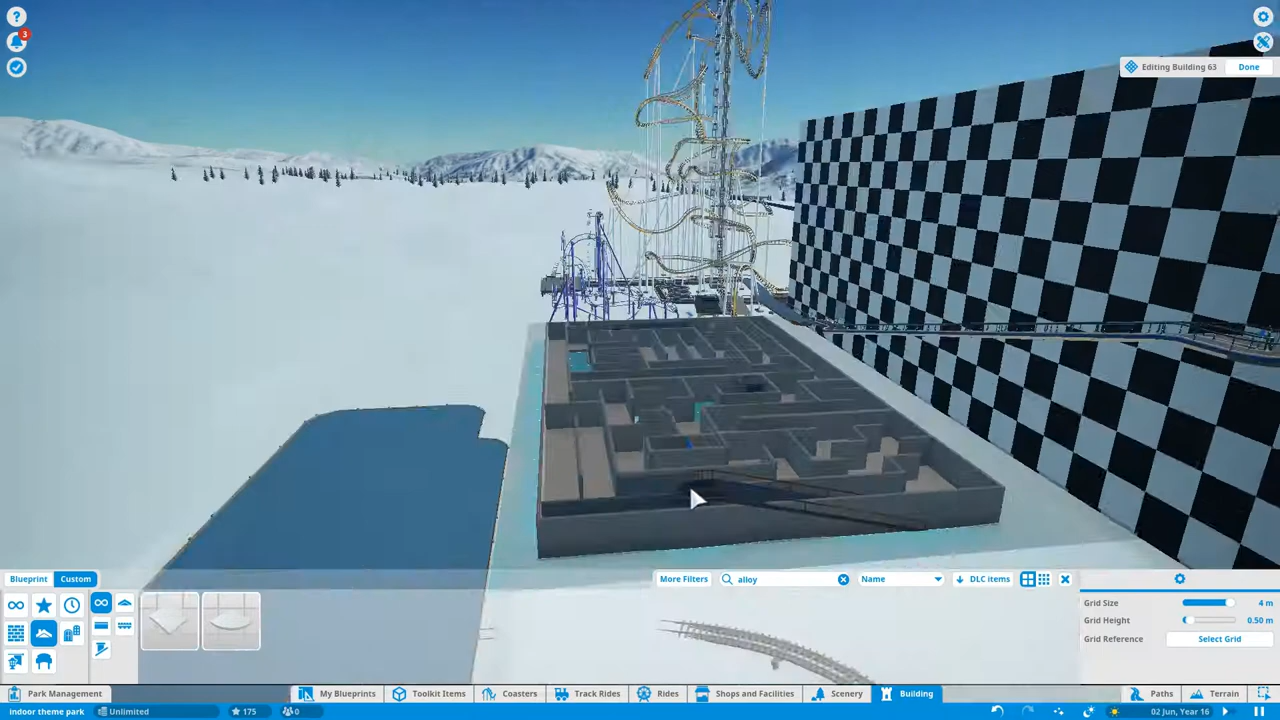 ?
3
Editing Building 63 Done
Blueprint Custom
More Filters alloy Name DLC items
Grid Size 4 m
Grid Height 0.50 m
Grid Reference Select Grid
Park Management My Blueprints Toolkit Items Coasters Track Rides Rides Shops and Facilities Scenery Building Paths Terrain
indoor theme park Unlimited 175 0 02 Jun, Year 16